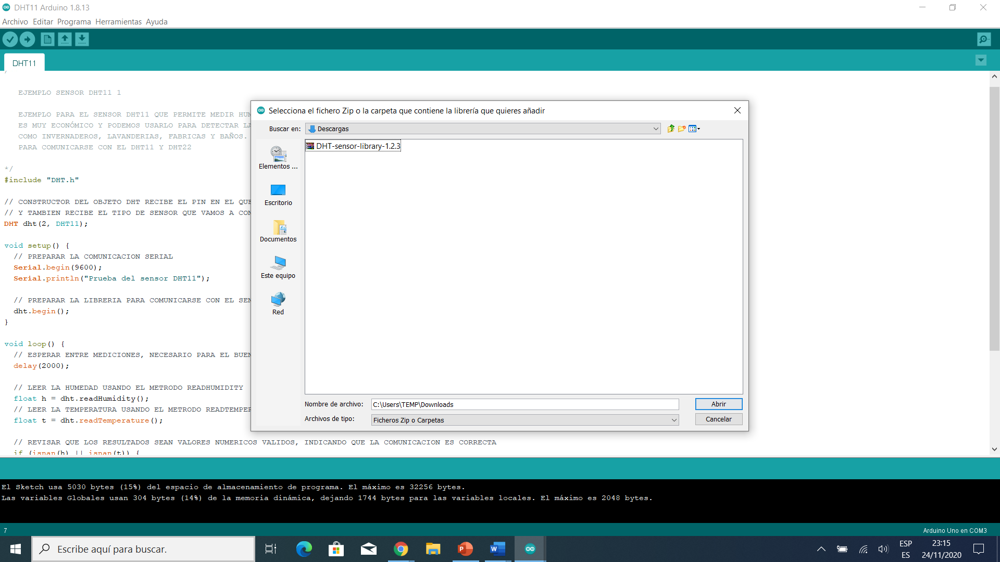 DHT11 Arduino 1.8.13
Archivo Editar Programa Herramientas Ayuda
DHT11
EJEMPLO SENSOR DHT11 1
EJEMPLO PARA EL SENSOR DHT11 QUE PERMITE MEDIR HUM
ES MUY ECONÓMICO Y PODEMOS USARLO PARA DETECTAR LA
COMO INVERNADEROS, LAVANDERIAS, FABRICAS Y BAÑOS.
PARA COMUNICARSE CON EL DHT11 Y DHT22
*/
#include "DHT.h"
// CONSTRUCTOR DEL OBJETO DHT RECIBE EL PIN EN EL QUE
// Y TAMBIEN RECIBE EL TIPO DE SENSOR QUE VAMOS A CON
DHT dht(2, DHT11);
void setup() {
// PREPARAR LA COMUNICACION SERIAL
Serial.begin(9600);
Serial.println("Prueba del sensor DHT11");
// PREPARAR LA LIBRERIA PARA COMUNICARSE CON EL SEN
dht.begin();
}
void loop() {
// ESPERAR ENTRE MEDICIONES, NECESARIO PARA EL BUEN
delay(2000);
// LEER LA HUMEDAD USANDO EL METRODO READHUMIDITY
float h = dht.readHumidity();
// LEER LA TEMPERATURA USANDO EL METRODO READTEMPER
float t = dht.readTemperature();
// REVISAR QUE LOS RESULTADOS SEAN VALORES NUMERICOS VALIDOS, INDICANDO QUE LA COMUNICACION ES CORRECTA
if (isnan(h) || isnan(t)) {
Selecciona el fichero Zip o la carpeta que contiene la librería que quieres añadir
Buscar en: Descargas
DHT-sensor-library-1.2.3
Elementos ...
Escritorio
Documentos
Este equipo
Red
Nombre de archivo: C:\Users\TEMP\Downloads
Abrir
Archivos de tipo: Ficheros Zip o Carpetas
Cancelar
El Sketch usa 5030 bytes (15%) del espacio de almacenamiento de programa. El máximo es 32256 bytes.
Las variables Globales usan 304 bytes (14%) de la memoria dinámica, dejando 1744 bytes para las variables locales. El máximo es 2048 bytes.
7
Arduino Uno en COM3
Escribe aquí para buscar.
ESP
ES
23:15
24/11/2020